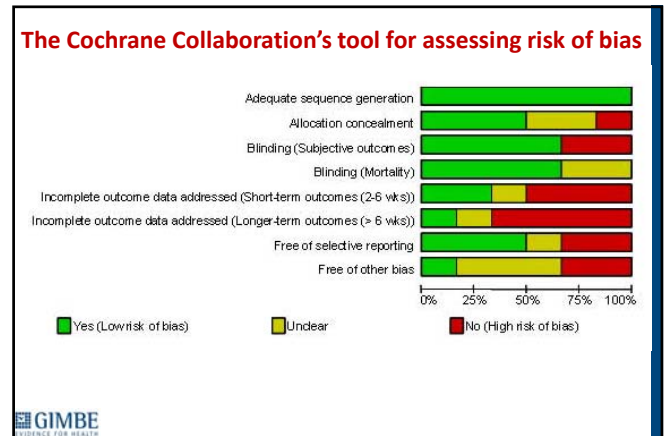 The Cochrane Collaboration's tool for assessing risk of bias
Adequate sequence generation
Allocation concealment
Blinding (Subjective outcomes)
Blinding (Mortality)
Incomplete outcome data addressed (Short-term outcomes (2-6 wks))
Incomplete outcome data addressed (Longer-term outcomes (> 6 wks))
Free of selective reporting
Free of other bias
0% 25% 50% 75% 100%
Yes (Low risk of bias) Unclear No (High risk of bias)
GIMBE
EVIDENCE FOR HEALTH